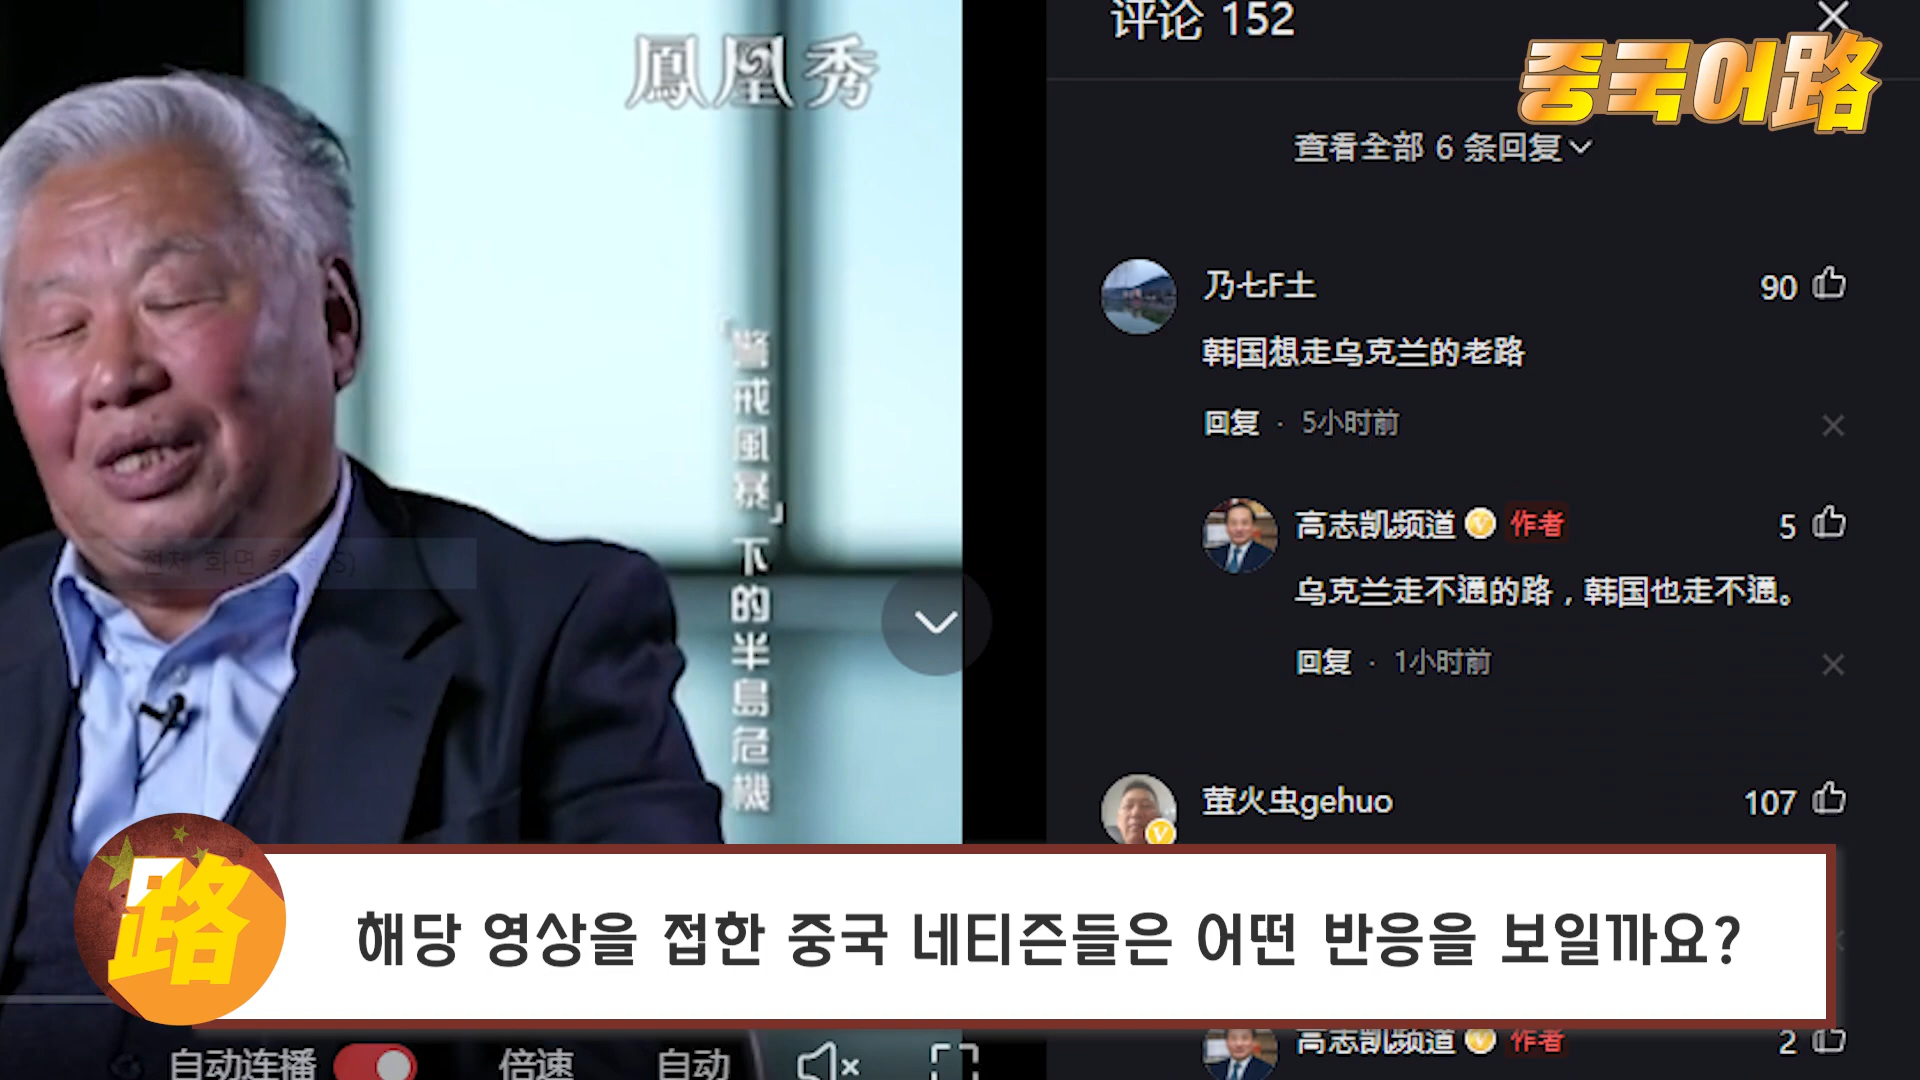 鳳凰秀
「警戒風暴」下的半島危機
评论 152
중국어路
查看全部 6 条回复
乃七F土
90
韩国想走乌克兰的老路
回复 · 5小时前
高志凯频道 作者
5
乌克兰走不通的路，韩国也走不通。
回复 · 1小时前
萤火虫gehuo
107
路
해당 영상을 접한 중국 네티즌들은 어떤 반응을 보일까요?
高志凯频道 作者
2
自动连播
倍速
自动